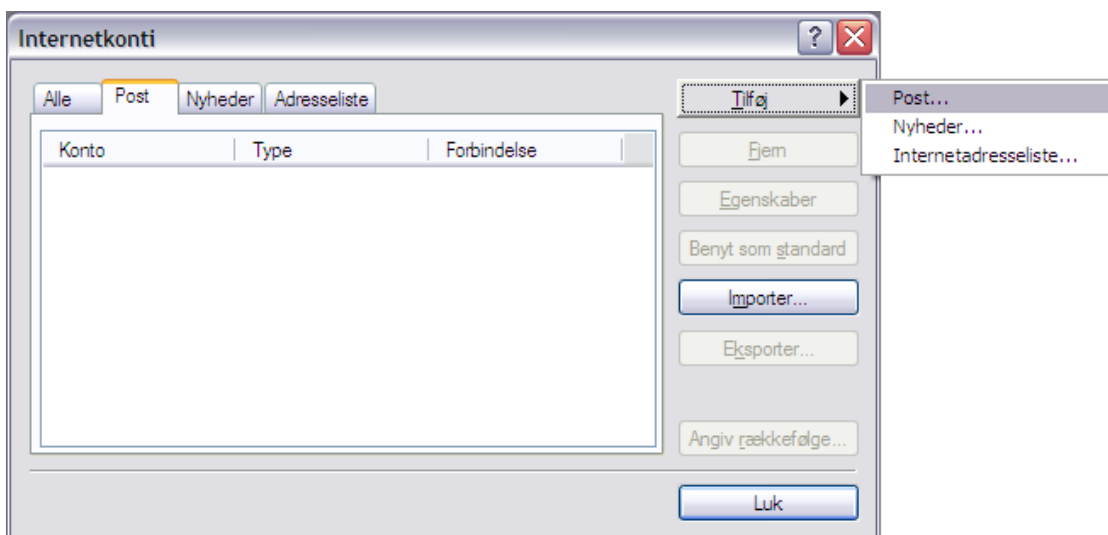 Internetkonti
Alle Post Nyheder Adresseliste
Konto Type Forbindelse
Tilføj
Fjern
Egenskaber
Benyt som standard
Importer...
Eksporter...
Angiv rækkefølge...
Luk
Post...
Nyheder...
Internetadresseliste...